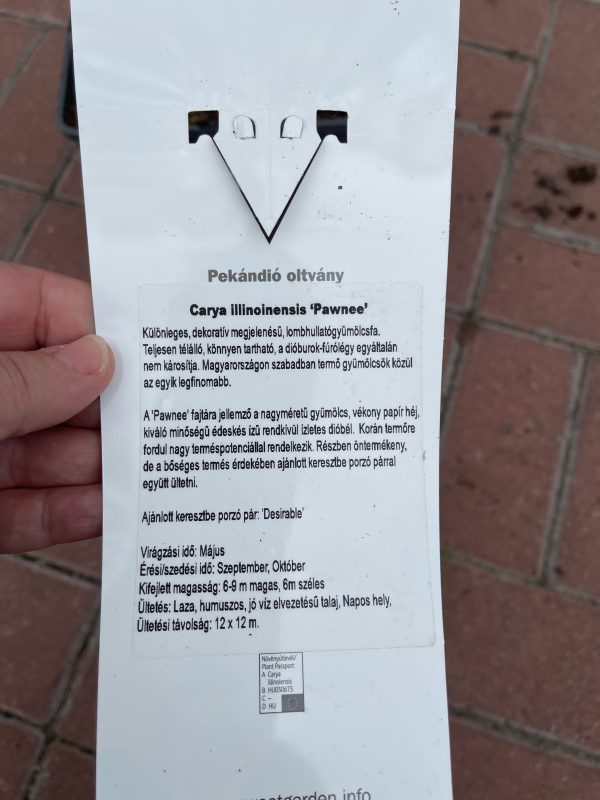 Pekándió oltvány
Carya illinoinensis 'Pawnee'
Különleges, dekoratív megjelenésű, lombhullatógyümölcsfa.
Teljesen télálló, könnyen tartható, a dióburok-fúrólégy egyáltalán
nem károsítja. Magyarországon szabadban termő gyümölcsök közül
az egyik legfinomabb.
A 'Pawnee' fajtára jellemző a nagyméretű gyümölcs, vékony papír héj,
kiváló minőségű édeskés ízű rendkívül ízletes dióbél. Korán termőre
fordul nagy terméspotenciállal rendelkezik. Részben öntermékeny,
de a bőséges termés érdekében ajánlott keresztbe porzó párral
együtt ültetni.
Ajánlott keresztbe porzó pár: 'Desirable'
Virágzási idő: Május
Érési/szedési idő: Szeptember, Október
Kifejlett magasság: 6-9 m magas, 6m széles
Ültetés: Laza, humuszos, jó víz elvezetésű talaj, Napos hely,
Ültetési távolság: 12 x 12 m.
Növényútlevél/
Plant Passport
A Carya
illinoiensis
B HU030673
C –
D HU